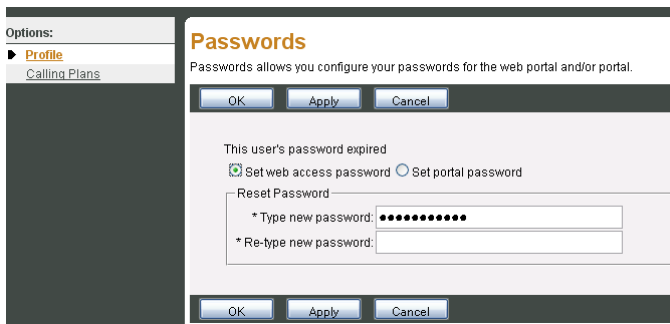 Options:
Profile
Calling Plans
Passwords
Passwords allows you configure your passwords for the web portal and/or portal.
OK Apply Cancel
This user's password expired
Set web access password Set portal password
Reset Password
* Type new password: ●●●●●●●●●●●
* Re-type new password:
OK Apply Cancel